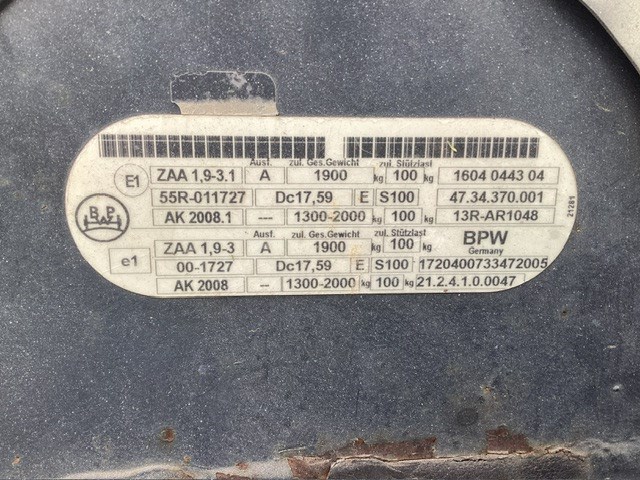 Ausf. zul. Ges.Gewicht zul. Stützlast
E1 ZAA 1,9-3.1 A 1900 kg 100 kg 1604 0443 04
55R-011727 Dc17,59 E S100 47.34.370.001
BPW AK 2008.1 --- 1300-2000 kg 100 kg 13R-AR1048
21281
Ausf. zul. Ges.Gewicht zul. Stützlast
ZAA 1,9-3 A 1900 kg 100 kg BPW
Germany
e1 00-1727 Dc17,59 E S100 1720400733472005
AK 2008 -- 1300-2000 kg 100 kg 21.2.4.1.0.0047